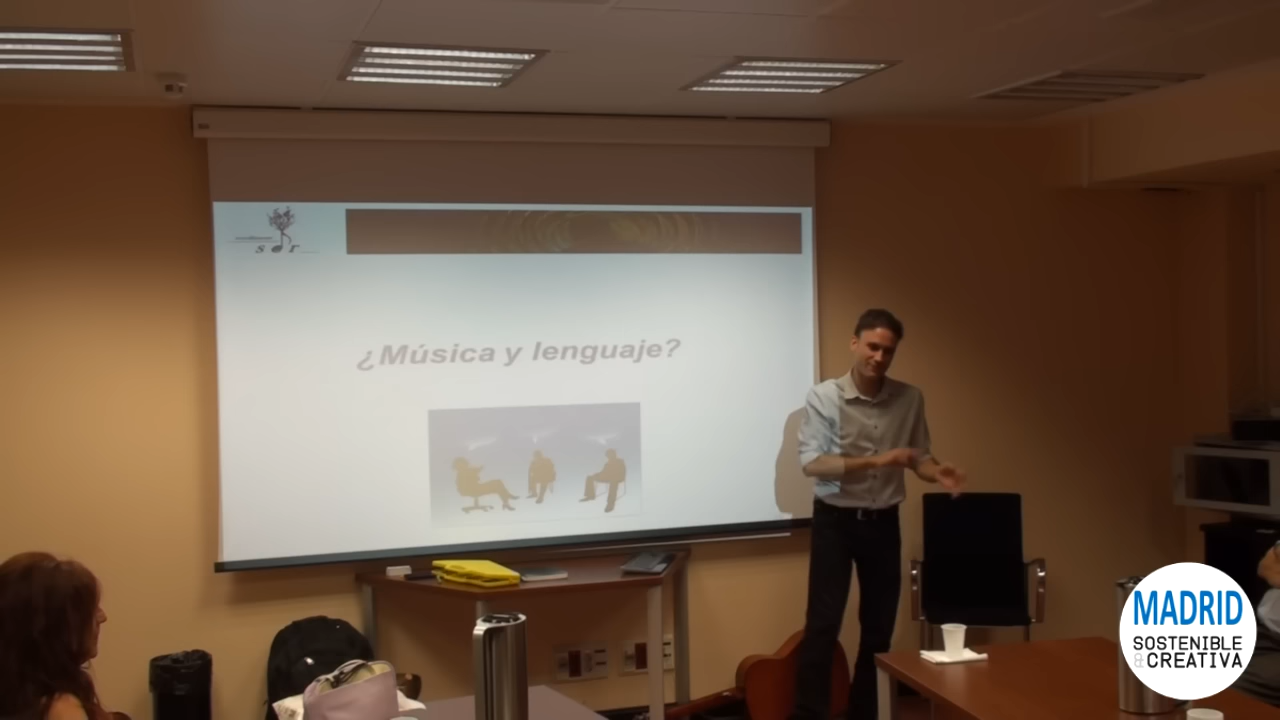 s r
¿Música y lenguaje?
MADRID
SOSTENIBLE
CREATIVA